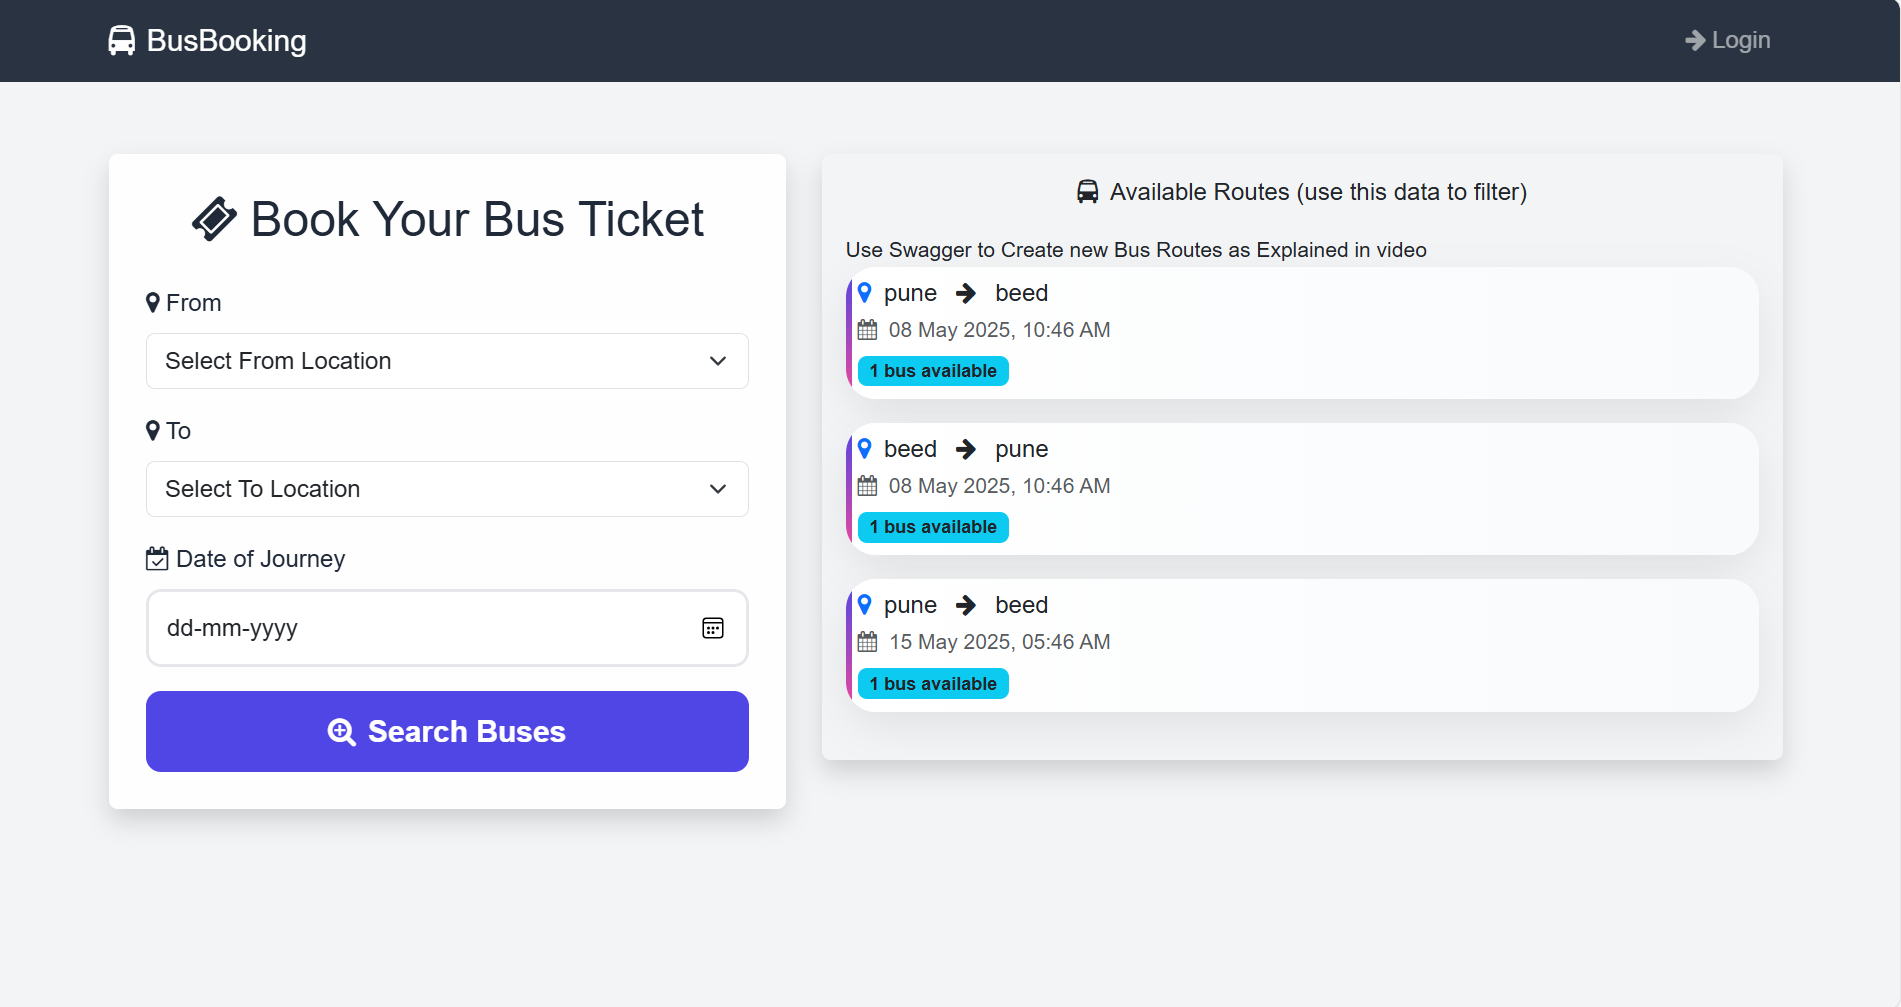 BusBooking
Login
Book Your Bus Ticket
From
Select From Location
To
Select To Location
Date of Journey
dd-mm-yyyy
Search Buses
Available Routes (use this data to filter)
Use Swagger to Create new Bus Routes as Explained in video
pune beed
08 May 2025, 10:46 AM
1 bus available
beed pune
08 May 2025, 10:46 AM
1 bus available
pune beed
15 May 2025, 05:46 AM
1 bus available